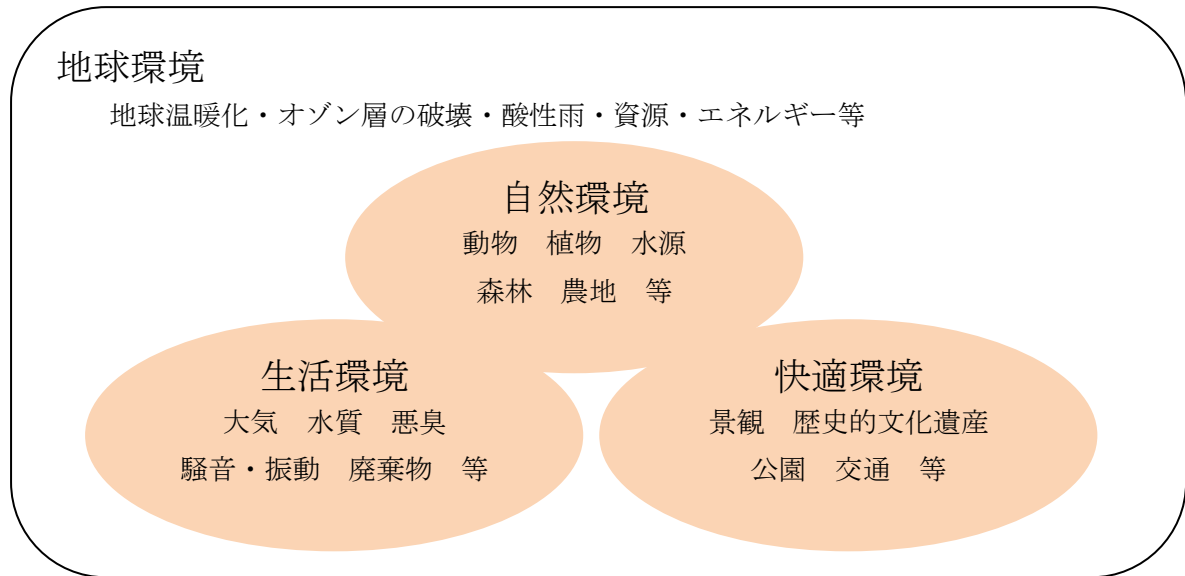 地球環境
地球温暖化・オゾン層の破壊・酸性雨・資源・エネルギー等
自然環境
動物　植物　水源
森林　農地　等
生活環境
大気　水質　悪臭
騒音・振動　廃棄物　等
快適環境
景観　歴史的文化遺産
公園　交通　等